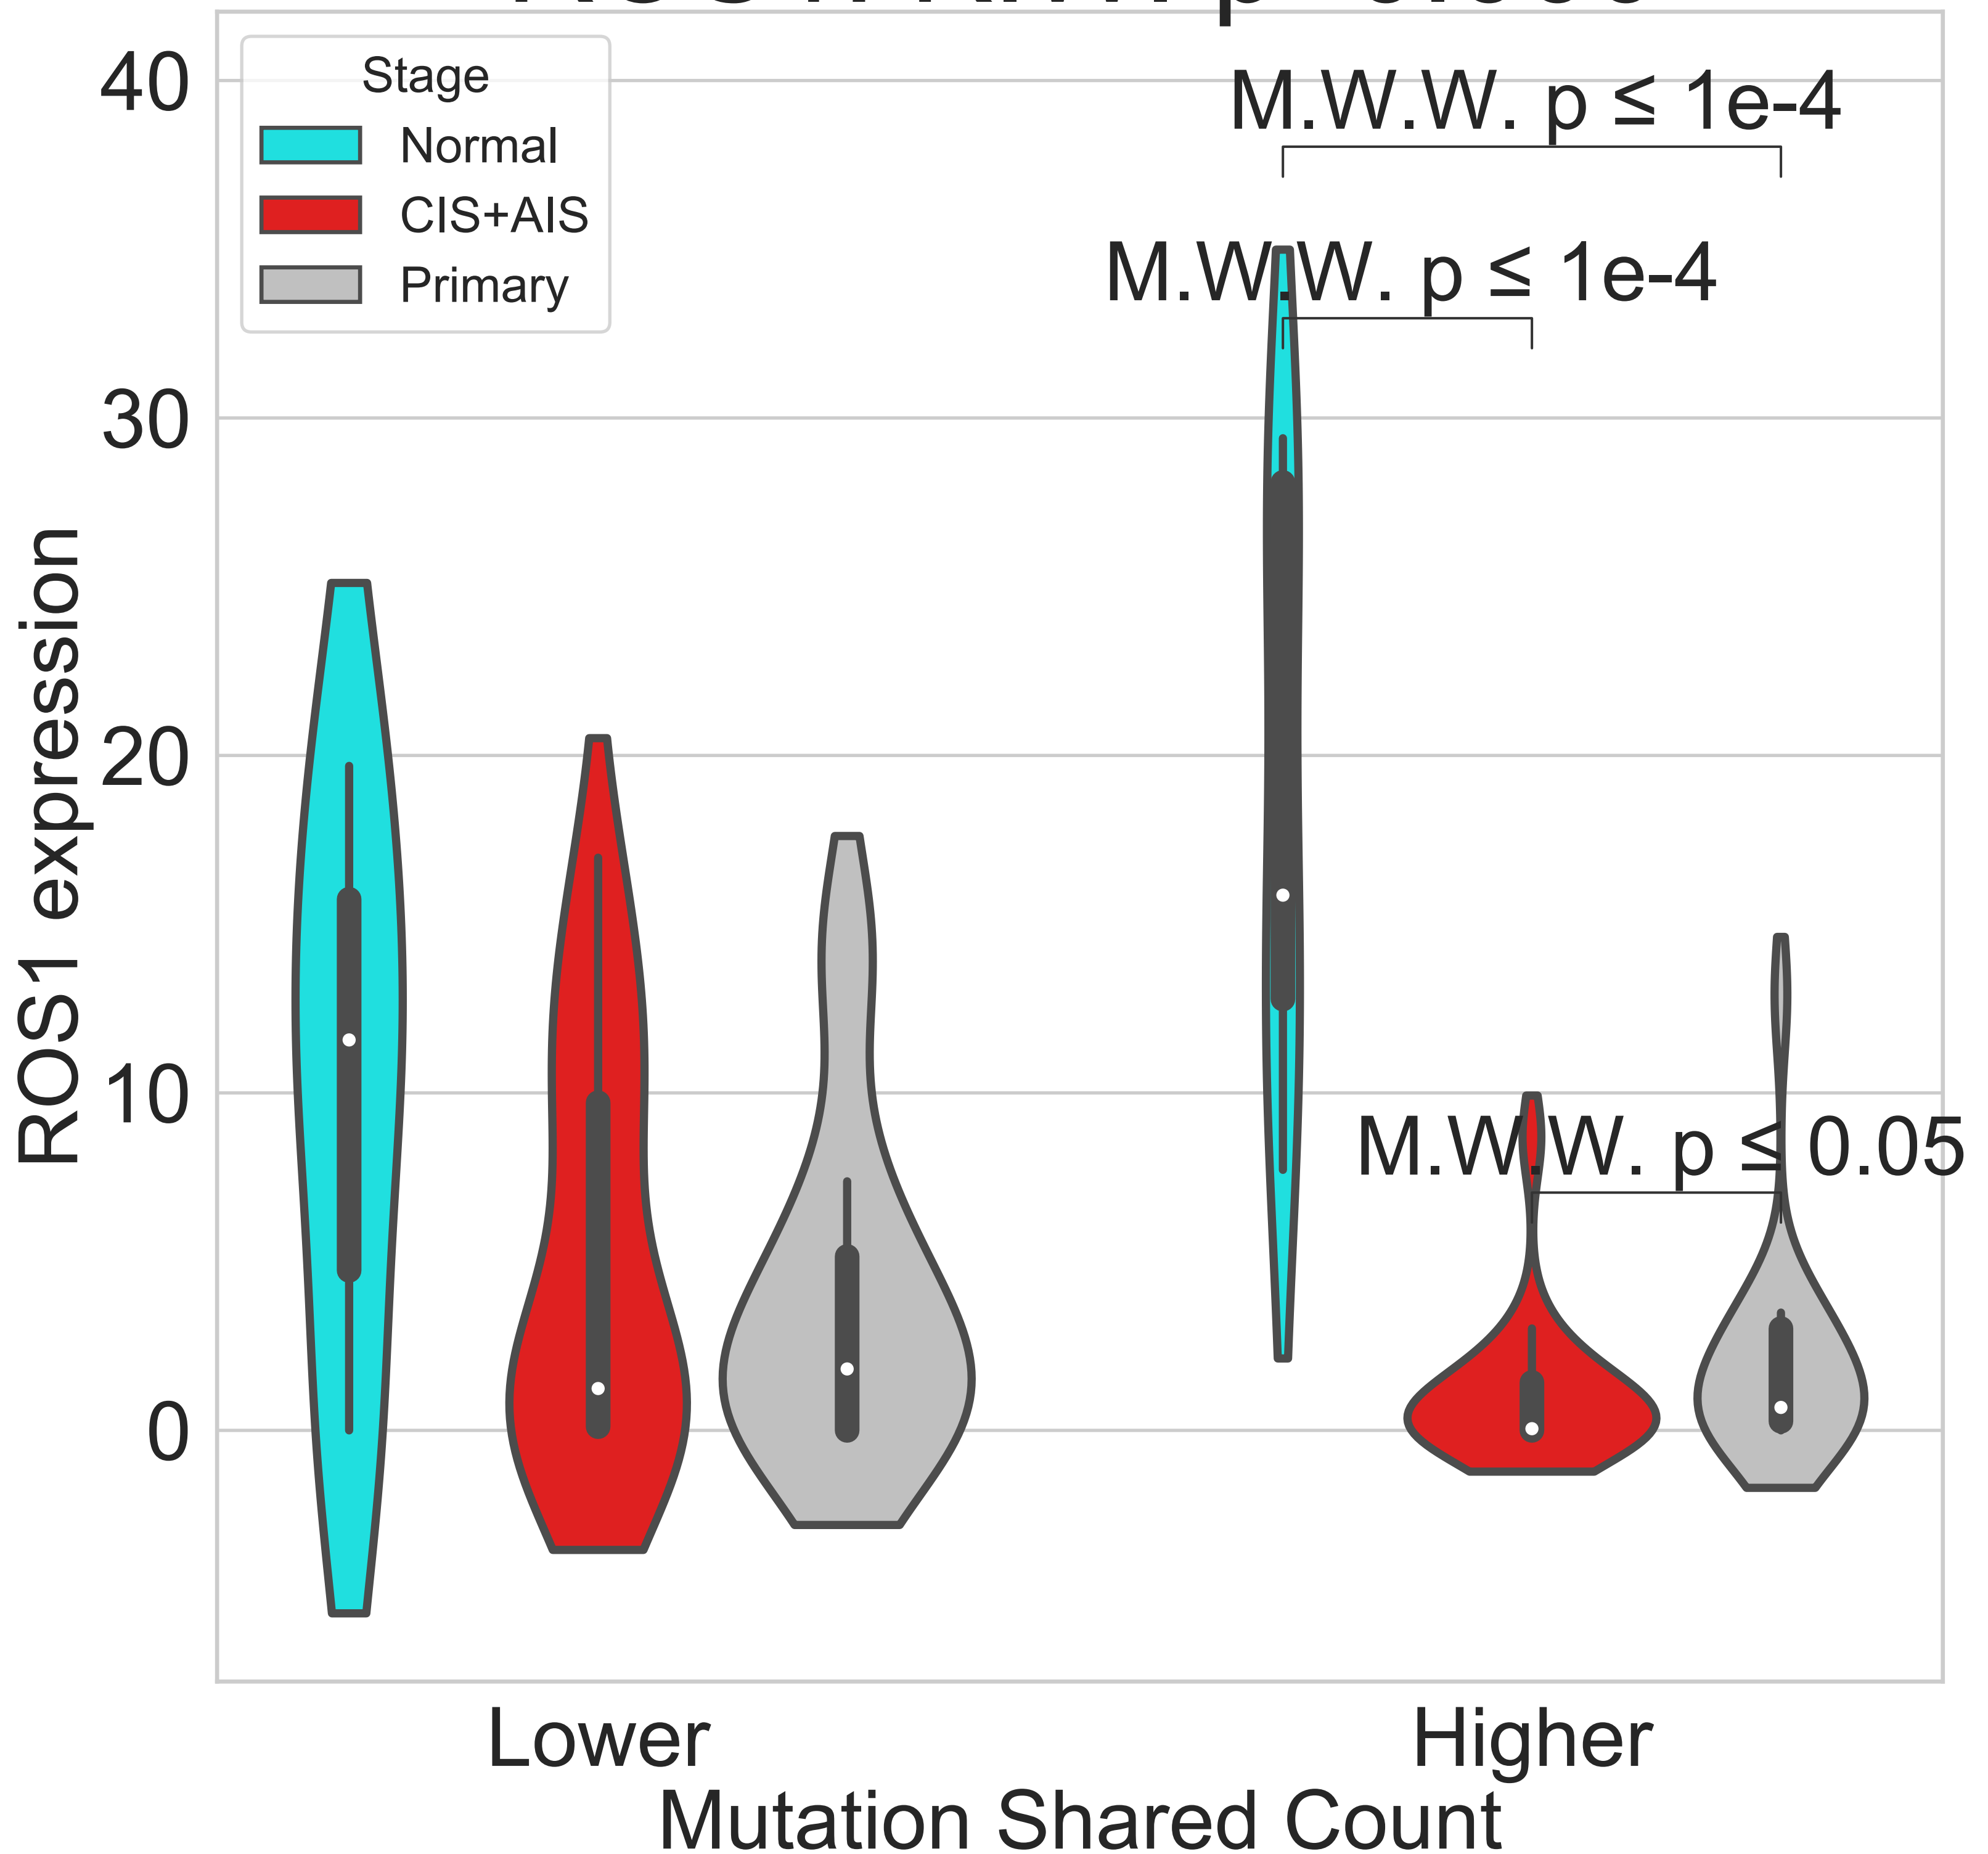 40
30
20
10
0
ROS1 expression
Stage
Normal
CIS+AIS
Primary
M.W.W. p ≤ 1e-4
M.W.W. p ≤ 1e-4
M.W.W. p ≤ 0.05
Lower
Higher
Mutation Shared Count